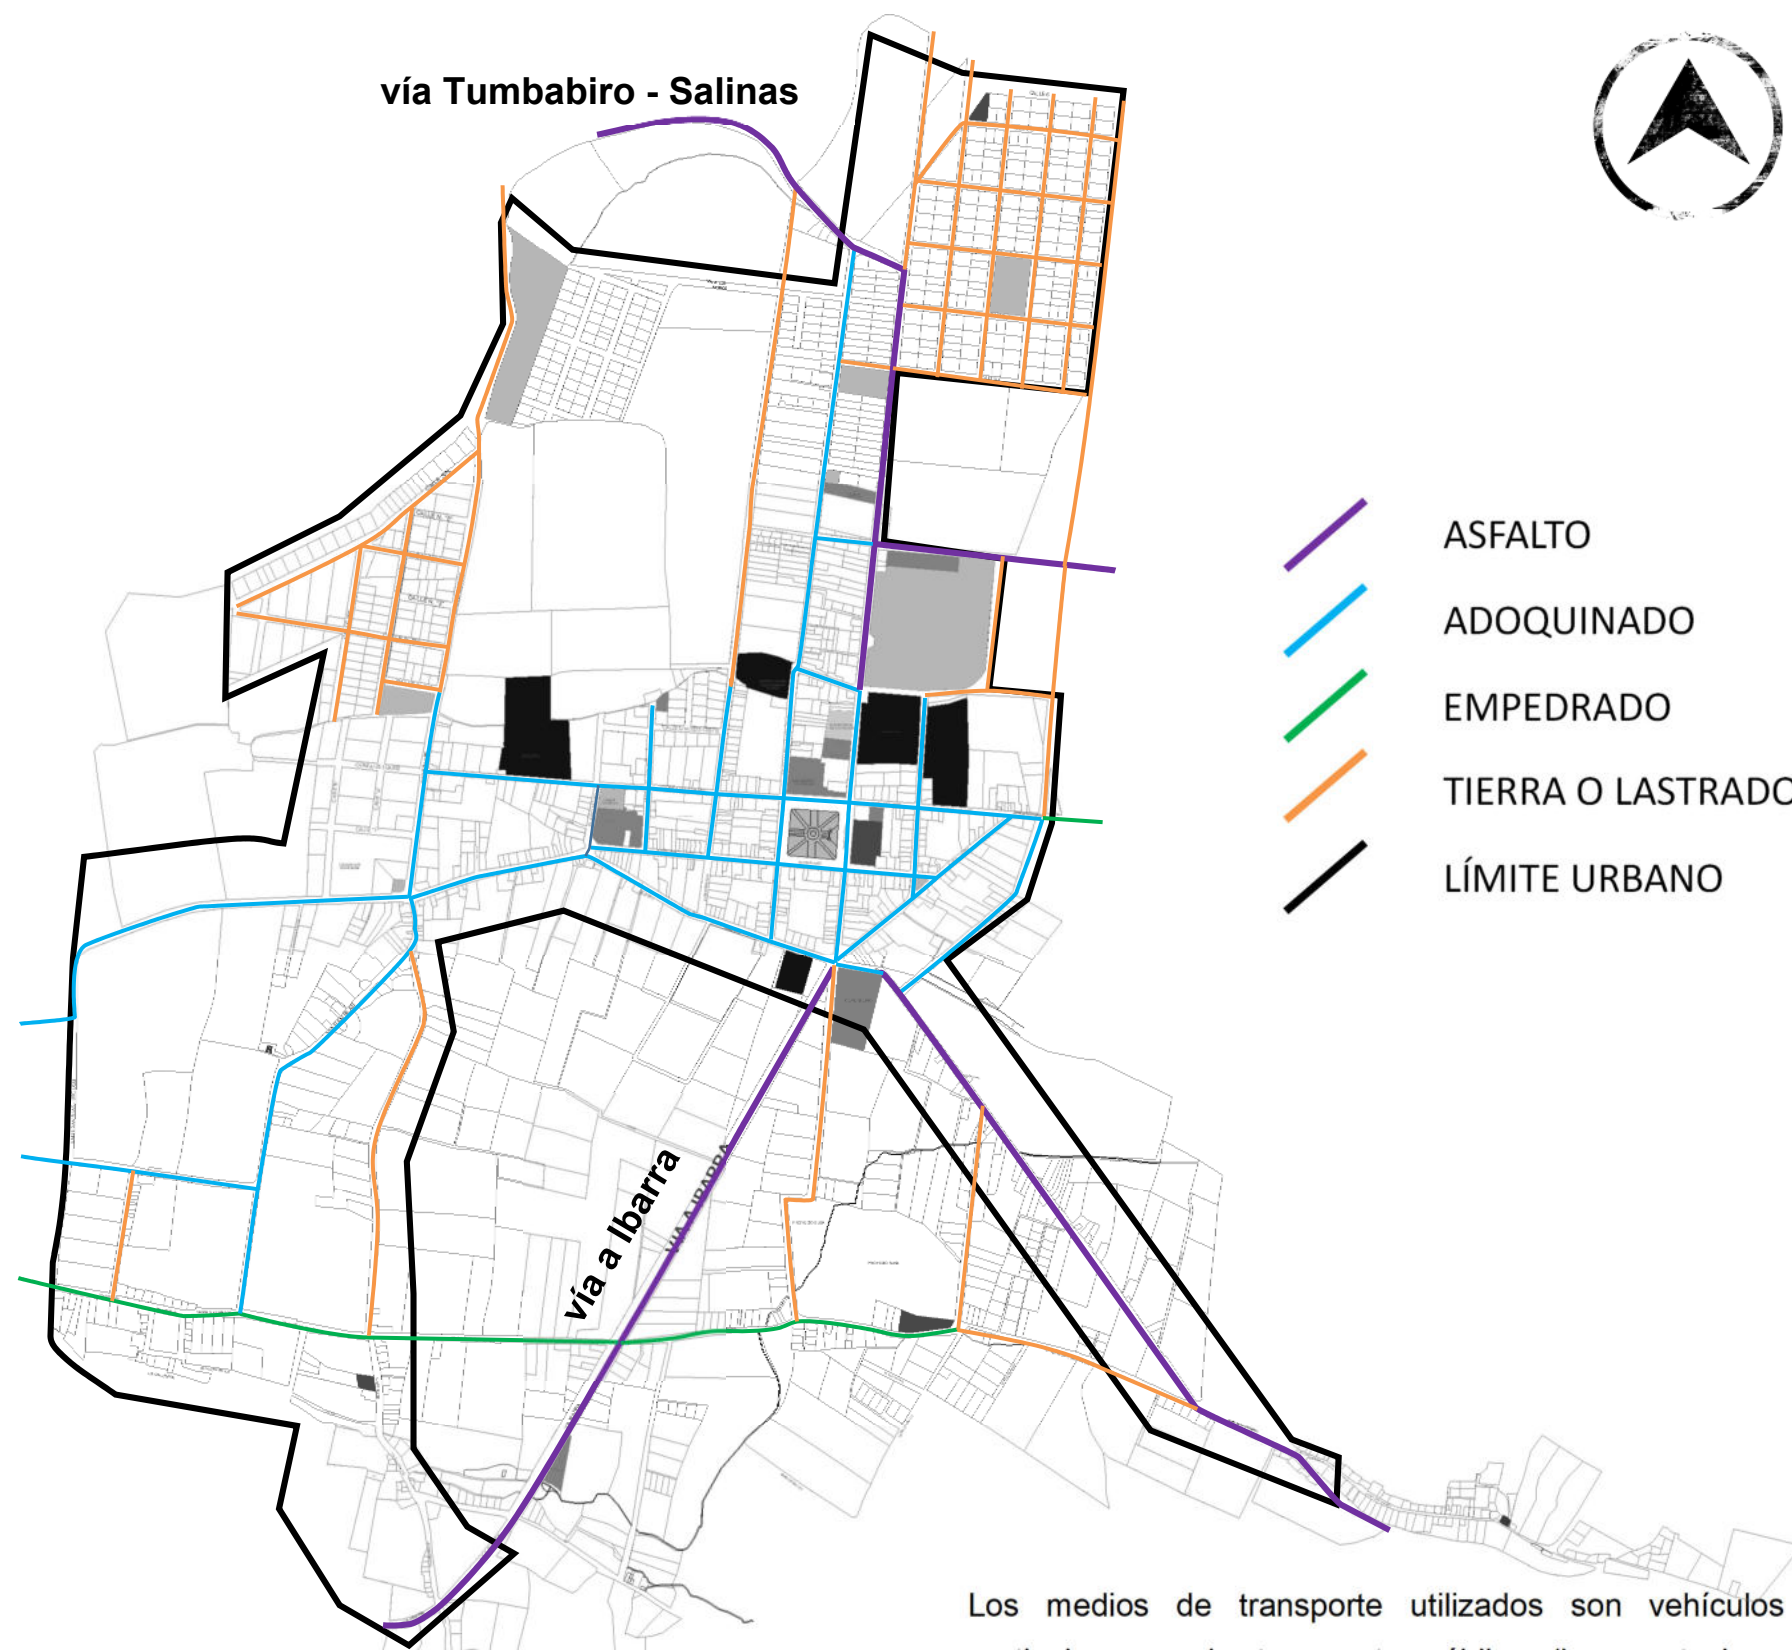 vía Tumbabiro - Salinas
ASFALTO
ADOQUINADO
EMPEDRADO
TIERRA O LASTRADO
LÍMITE URBANO
vía a Ibarra
VIA A IBARRA
Los medios de transporte utilizados son vehículos